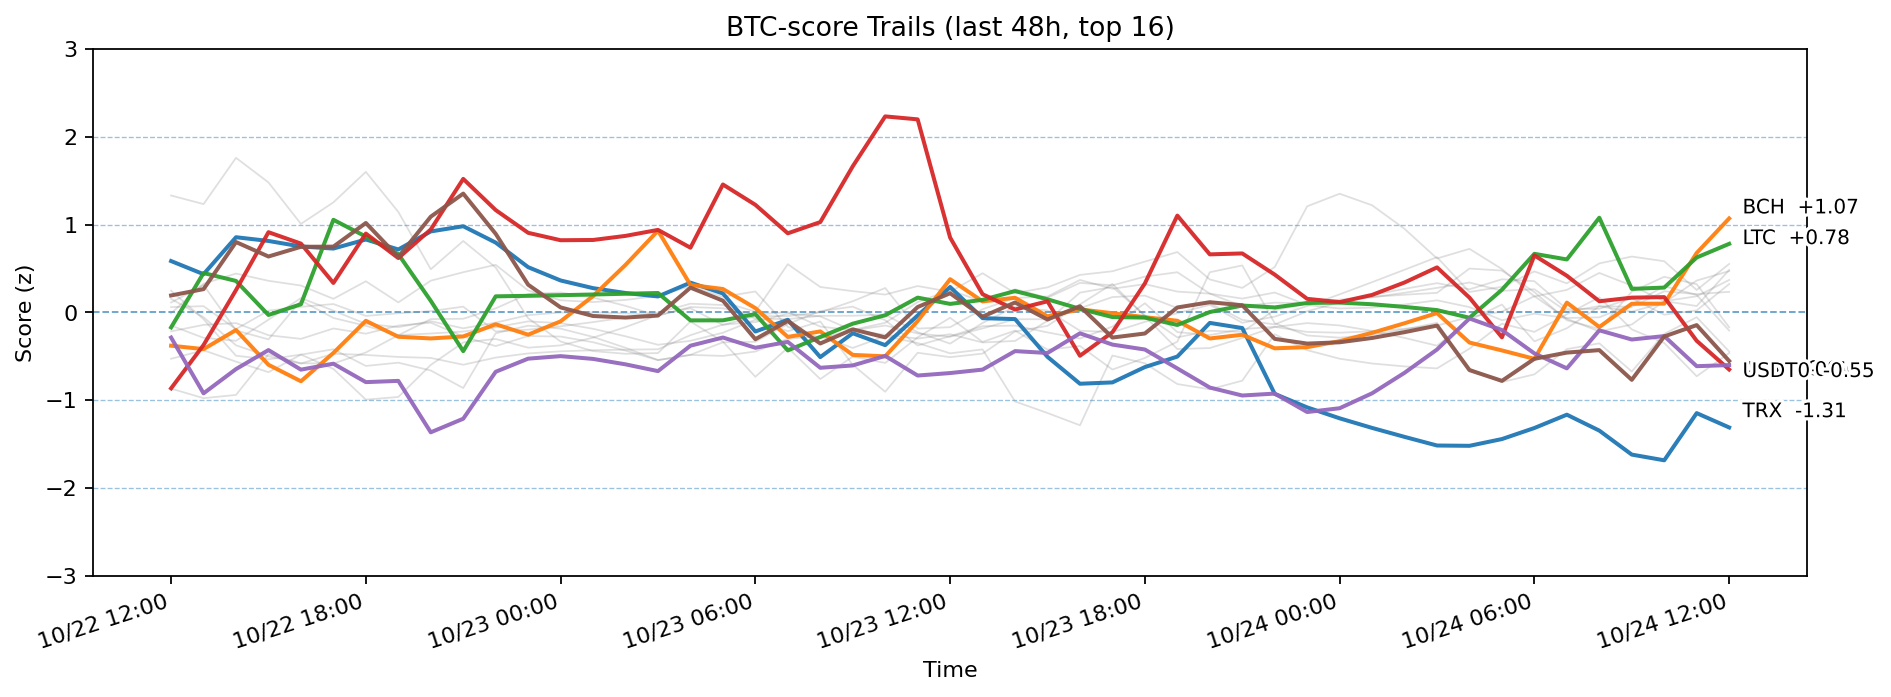 BTC-score Trails (last 48h, top 16)
Score (z)
3
2
1
0
−1
−2
−3
BCH +1.07
LTC +0.78
-0.55
TRX -1.31
10/22 12:00
10/22 18:00
10/23 00:00
10/23 06:00
10/23 12:00
10/23 18:00
10/24 00:00
10/24 06:00
10/24 12:00
Time